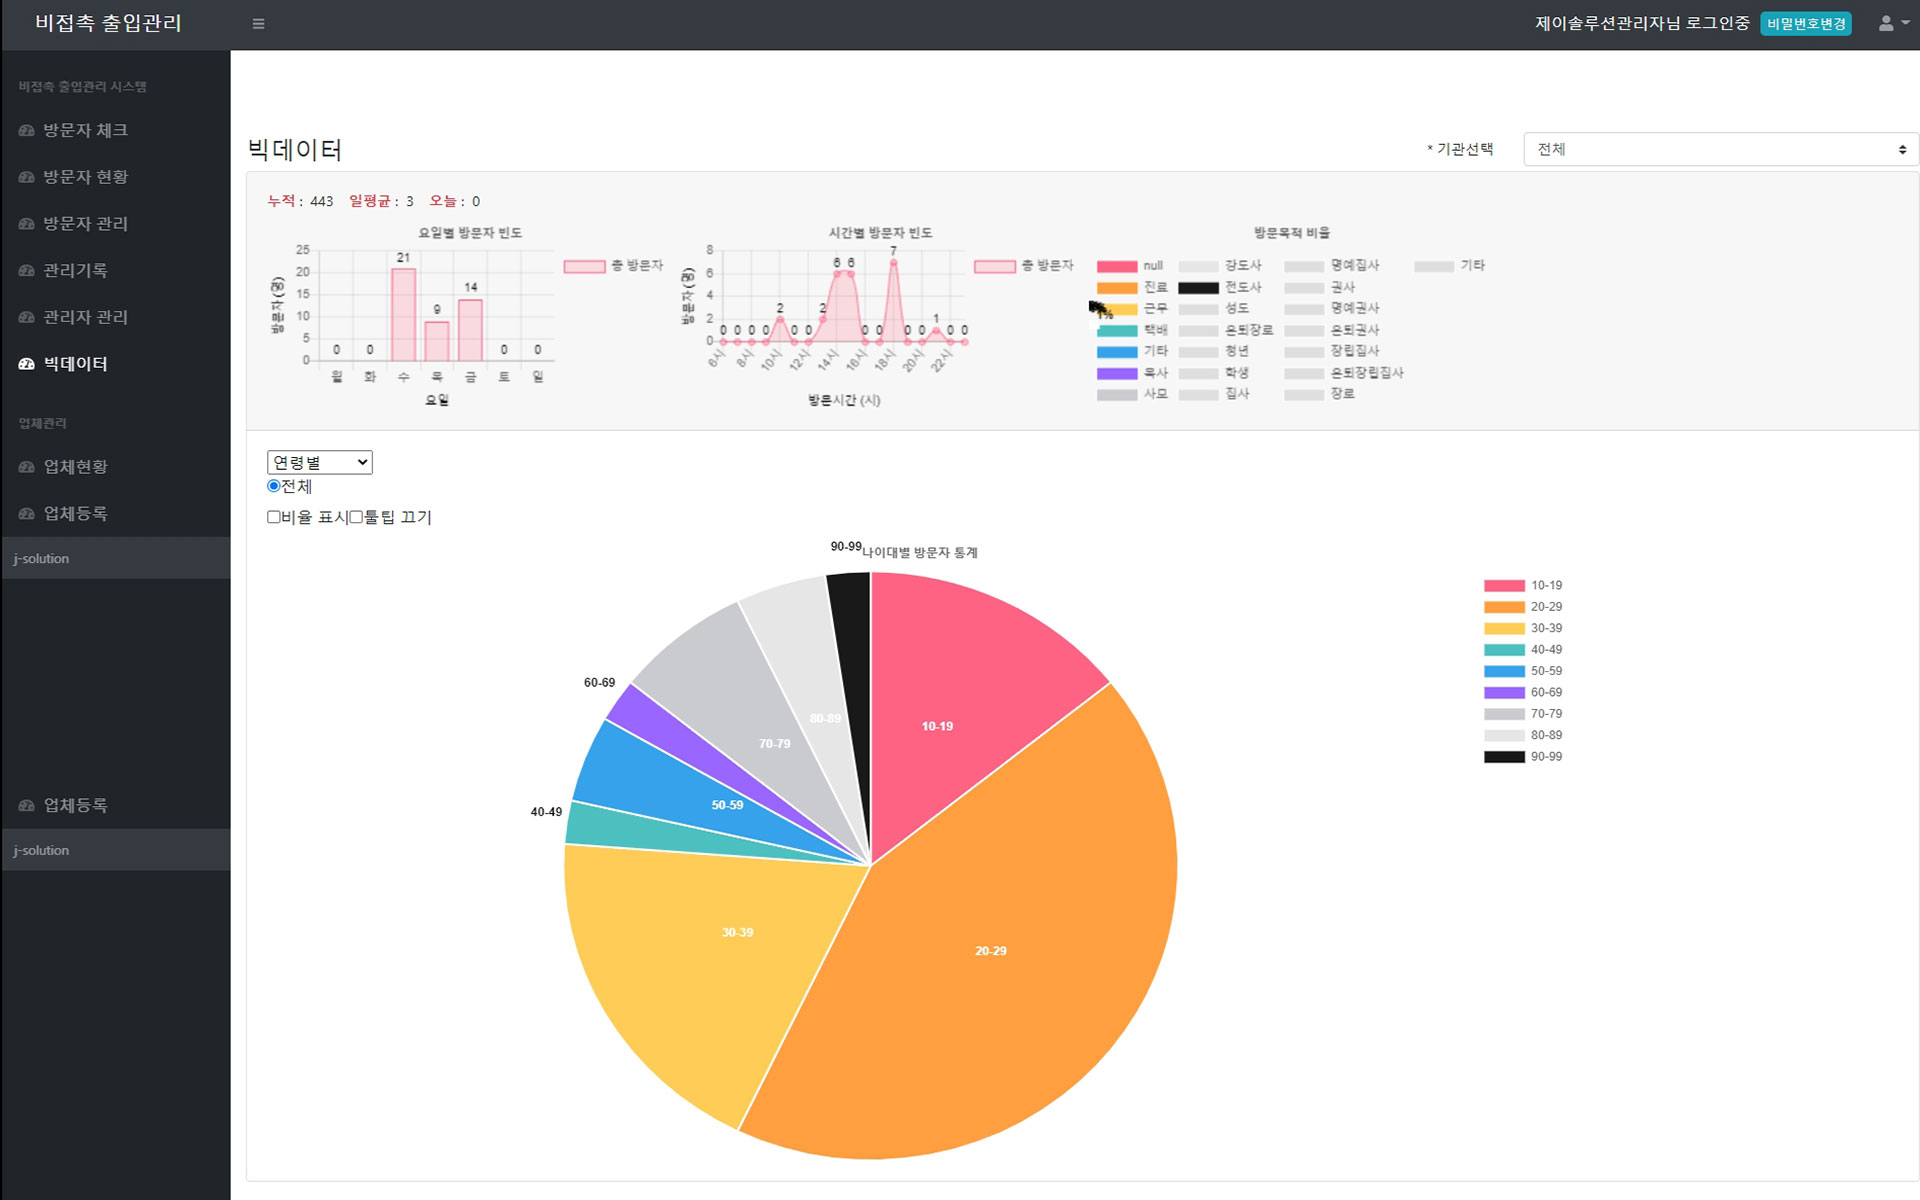 비접촉 출입관리
제이솔루션관리자님 로그인중 비밀번호변경
비접촉 출입관리 시스템
방문자 체크
방문자 현황
방문자 관리
관리기록
관리자 관리
빅데이터
업체관리
업체현황
업체등록
j-solution
업체등록
j-solution
빅데이터
* 기관선택 전체
누적 : 443 일평균 : 3 오늘 : 0
요일별 방문자 빈도
총 방문자
방문자 (명)
25
20
15
10
5
0
0 0 21 9 14 0 0
월 화 수 목 금 토 일
요일
시간별 방문자 빈도
총 방문자
방문자 (명)
8
6
4
2
0
0 0 0 0 2 0 0 2 6 6 0 0 7 0 0 1 0 0
6시 8시 10시 12시 14시 16시 18시 20시 22시
방문시간 (시)
방문목적 비율
null 강도사 명예집사 기타
진료 전도사 권사
근무 성도 명예권사
택배 은퇴장로 은퇴권사
기타 청년 장립집사
목사 학생 은퇴장립집사
사모 집사 장로
1%
연령별
전체
비율 표시 툴팁 끄기
나이대별 방문자 통계
90-99
80-89
70-79
60-69
50-59
40-49
30-39
20-29
10-19
10-19
20-29
30-39
40-49
50-59
60-69
70-79
80-89
90-99